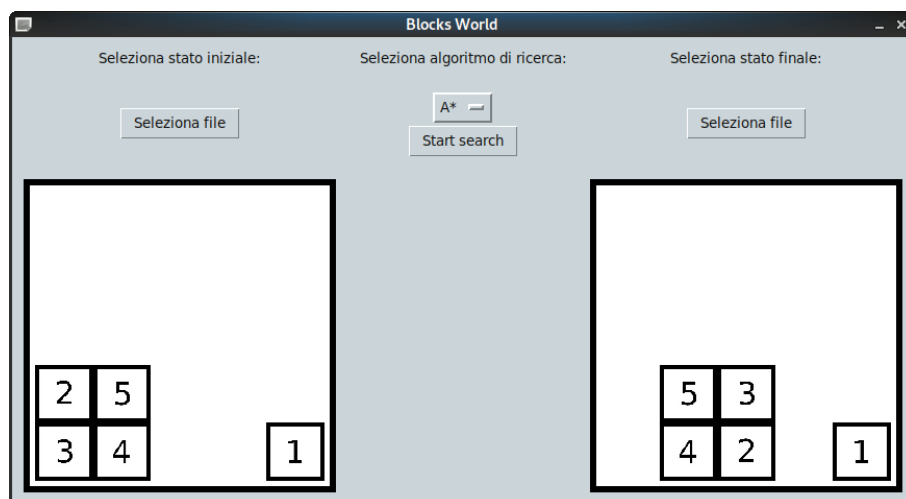 Blocks World
Seleziona stato iniziale:
Seleziona algoritmo di ricerca:
Seleziona stato finale:
A*
Seleziona file
Start search
Seleziona file
2 5
3 4 1
5 3
4 2 1